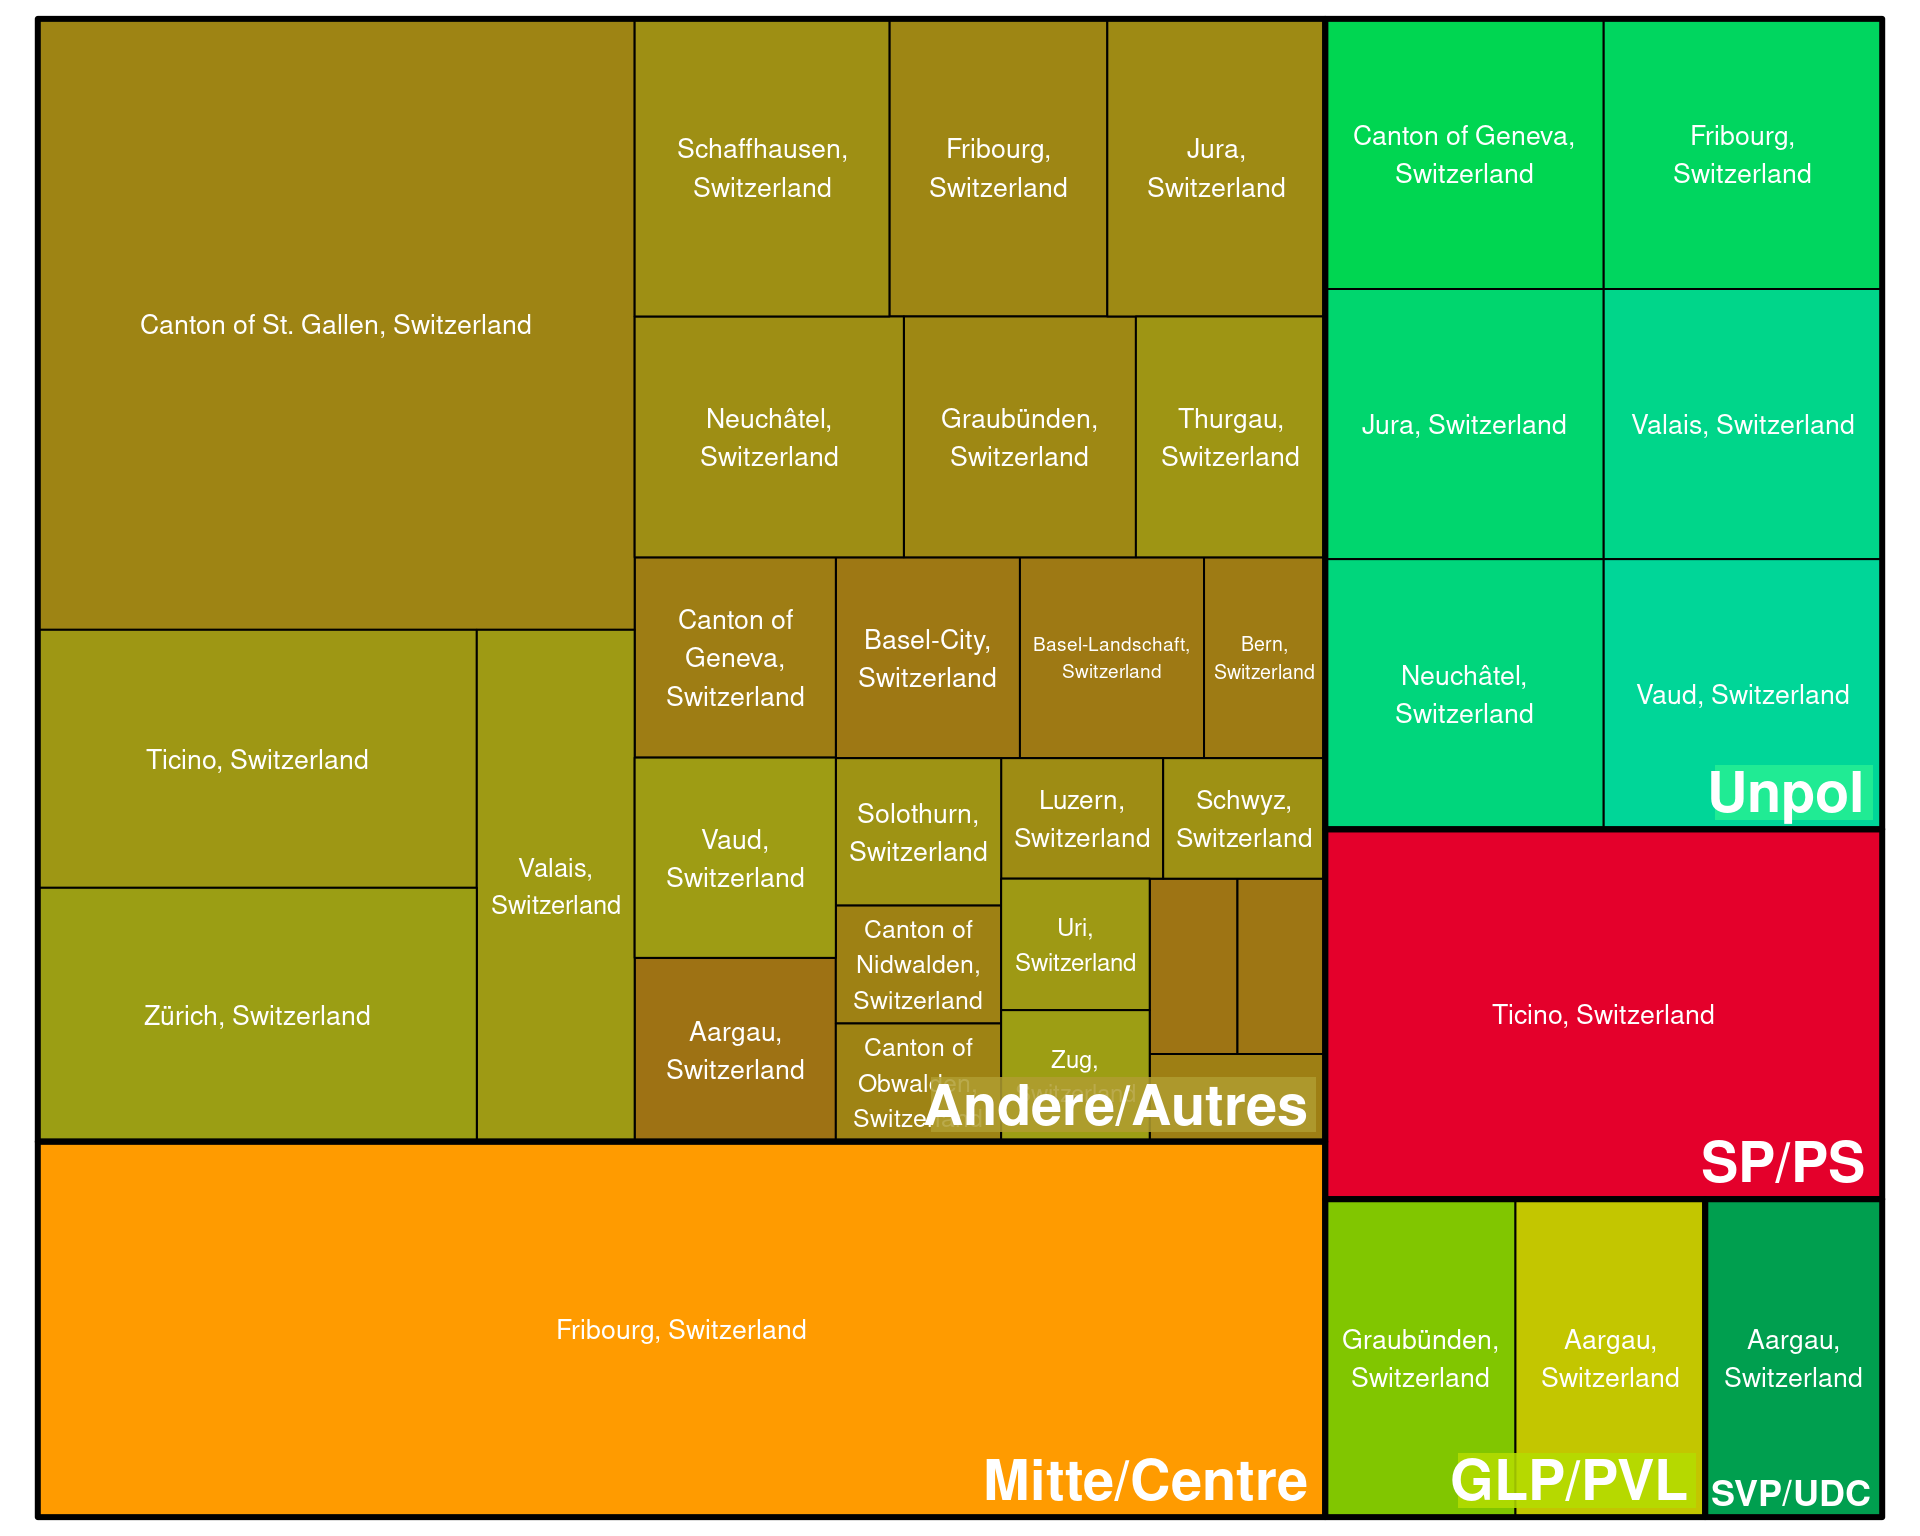 Canton of St. Gallen, Switzerland
Schaffhausen,
Switzerland
Fribourg,
Switzerland
Jura,
Switzerland
Neuchâtel,
Switzerland
Graubünden,
Switzerland
Thurgau,
Switzerland
Ticino, Switzerland
Zürich, Switzerland
Valais,
Switzerland
Canton of
Geneva,
Switzerland
Basel-City,
Switzerland
Basel-Landschaft,
Switzerland
Bern,
Switzerland
Vaud,
Switzerland
Aargau,
Switzerland
Solothurn,
Switzerland
Luzern,
Switzerland
Schwyz,
Switzerland
Canton of
Nidwalden,
Switzerland
Uri,
Switzerland
Canton of
Obwalden,
Switzerland
Zug,
Switzerland
Andere/Autres
Fribourg, Switzerland
Mitte/Centre
Canton of Geneva,
Switzerland
Fribourg,
Switzerland
Jura, Switzerland
Valais, Switzerland
Neuchâtel,
Switzerland
Vaud, Switzerland
Unpol
Ticino, Switzerland
SP/PS
Graubünden,
Switzerland
Aargau,
Switzerland
GLP/PVL
Aargau,
Switzerland
SVP/UDC